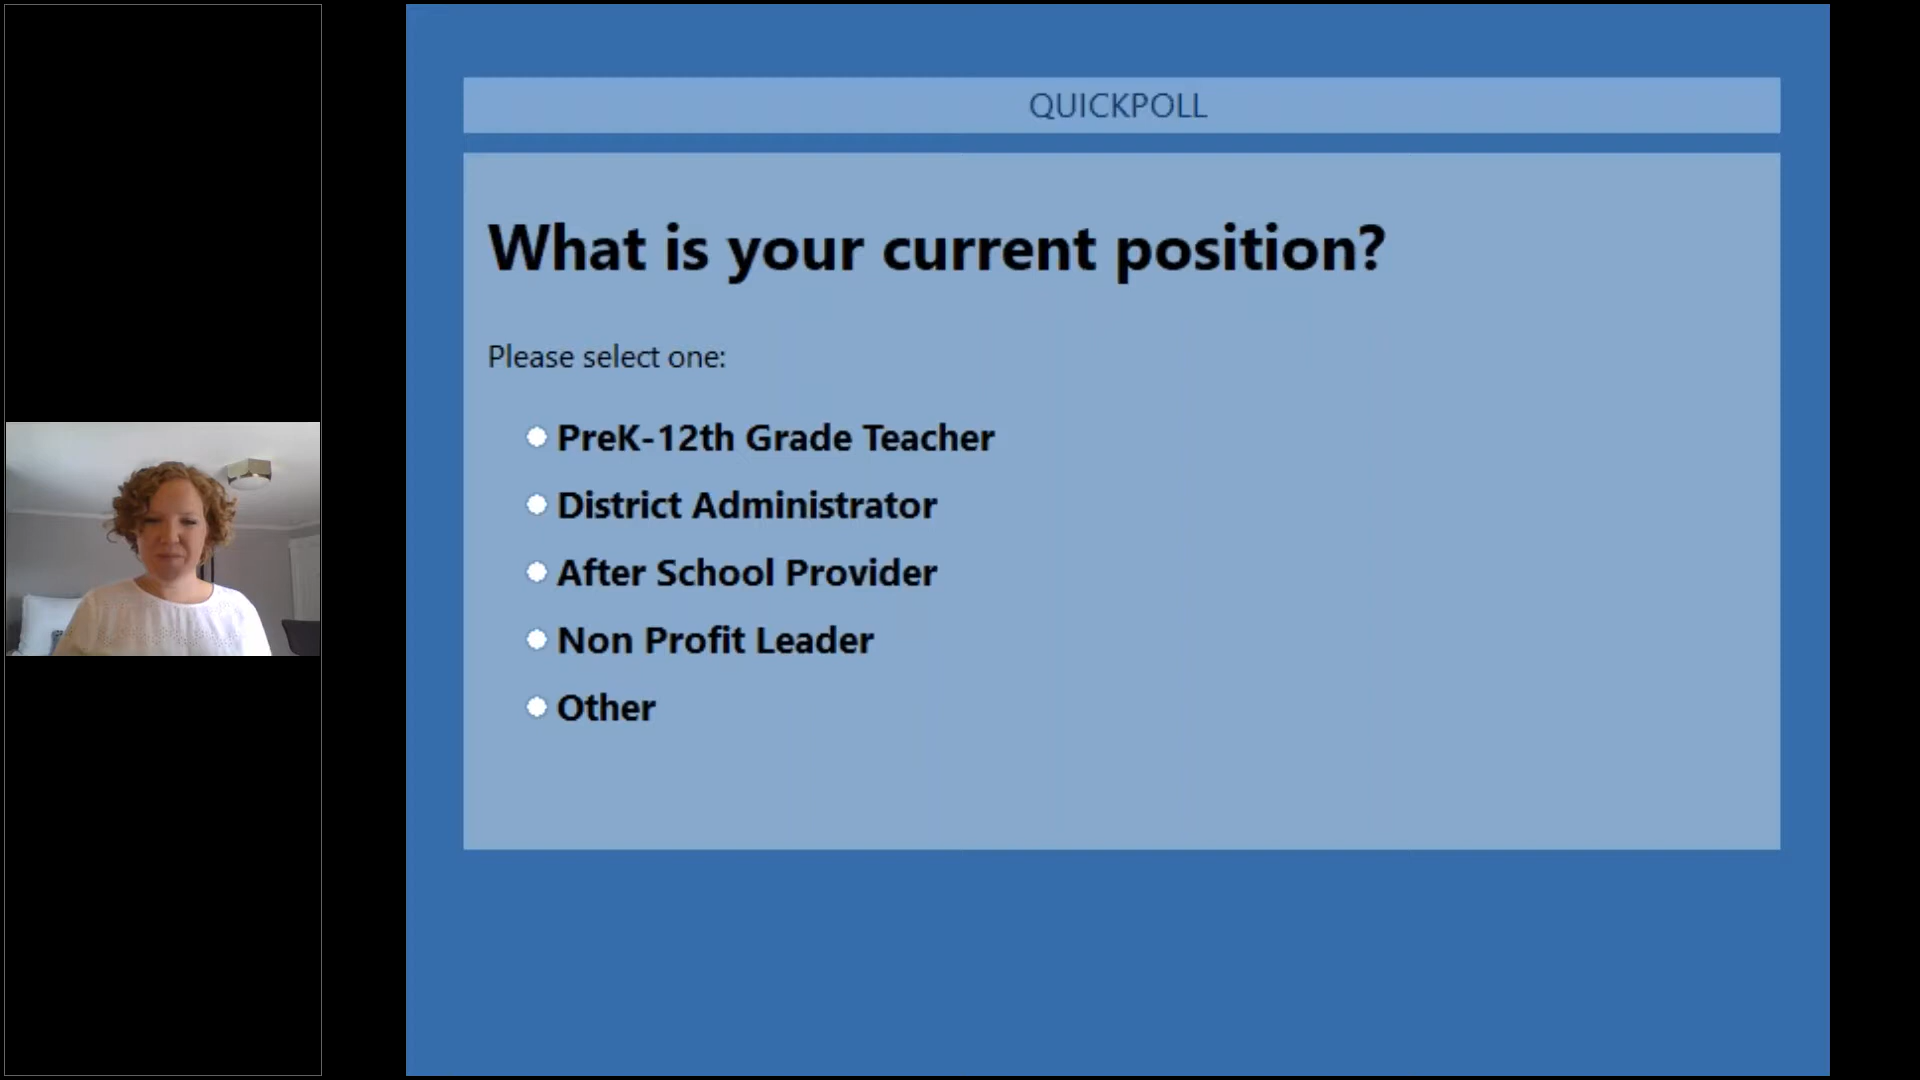 QUICKPOLL
What is your current position?
Please select one:
PreK-12th Grade Teacher
District Administrator
After School Provider
Non Profit Leader
Other